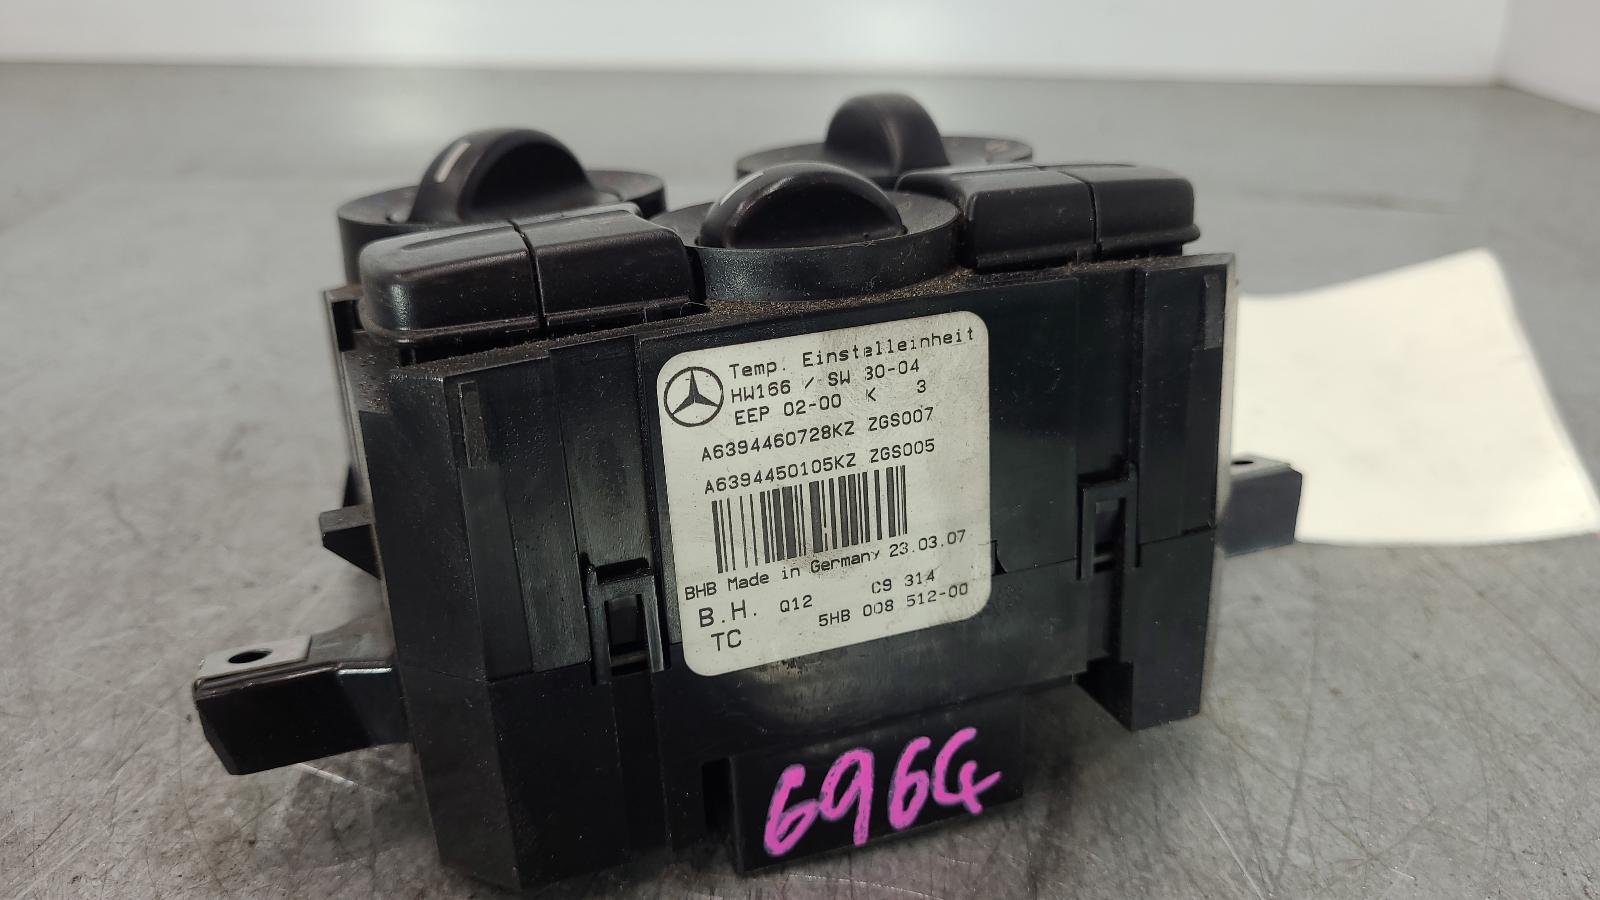 Temp. Einstelleinheit
HW166 / SW 30-04
EEP 02-00 K 3
A6394460728KZ ZGS007
A6394450105KZ ZGS005
BHB Made in Germany 23.03.07
B.H. Q12 C9 314
TC 5HB 008 512-00
6964